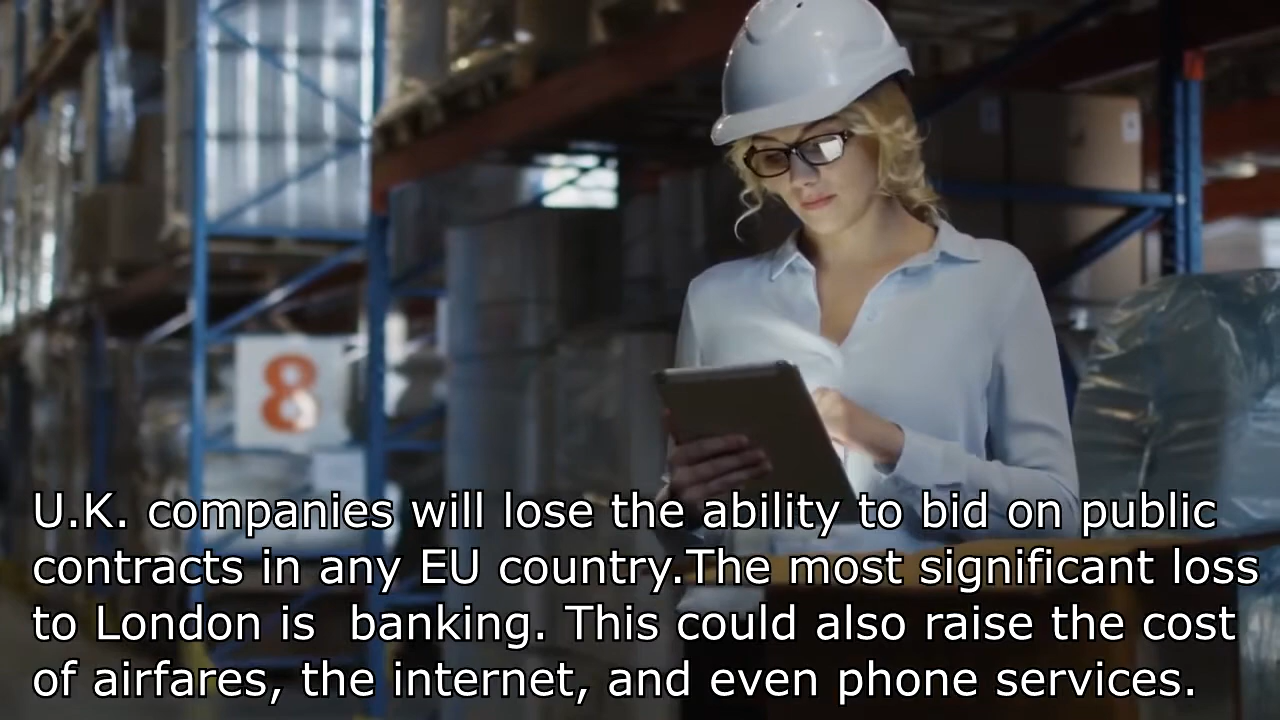 8
U.K. companies will lose the ability to bid on public
contracts in any EU country.The most significant loss
to London is  banking. This could also raise the cost
of airfares, the internet, and even phone services.